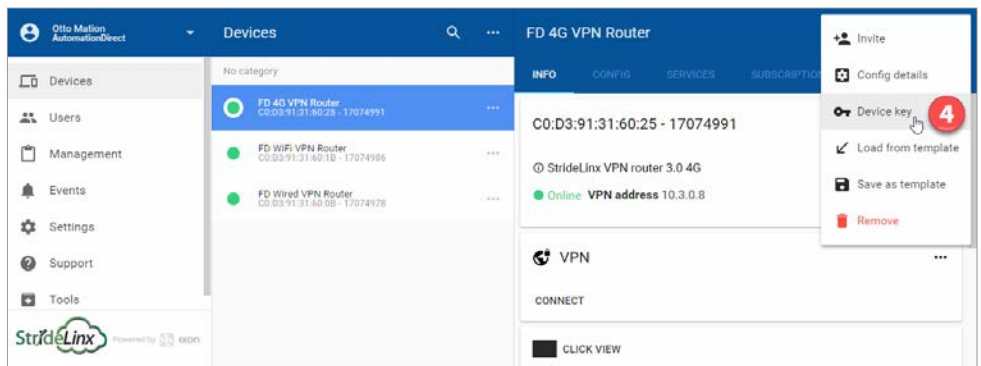 Otto Mation
AutomationDirect
Devices
Users
Management
Events
Settings
Support
Tools
StrideLinx
Powered by ixon
Devices
No category
FD 4G VPN Router
C0:D3:91:31:60:25 - 17074991
FD WiFi VPN Router
C0:D3:91:31:60:1B - 17074986
FD Wired VPN Router
C0:D3:91:31:60:0B - 17074978
FD 4G VPN Router
INFO CONFIG SERVICES SUBSCRIPTION
C0:D3:91:31:60:25 - 17074991
StrideLinx VPN router 3.0 4G
Online VPN address 10.3.0.8
VPN
CONNECT
CLICK VIEW
Invite
Config details
Device key 4
Load from template
Save as template
Remove